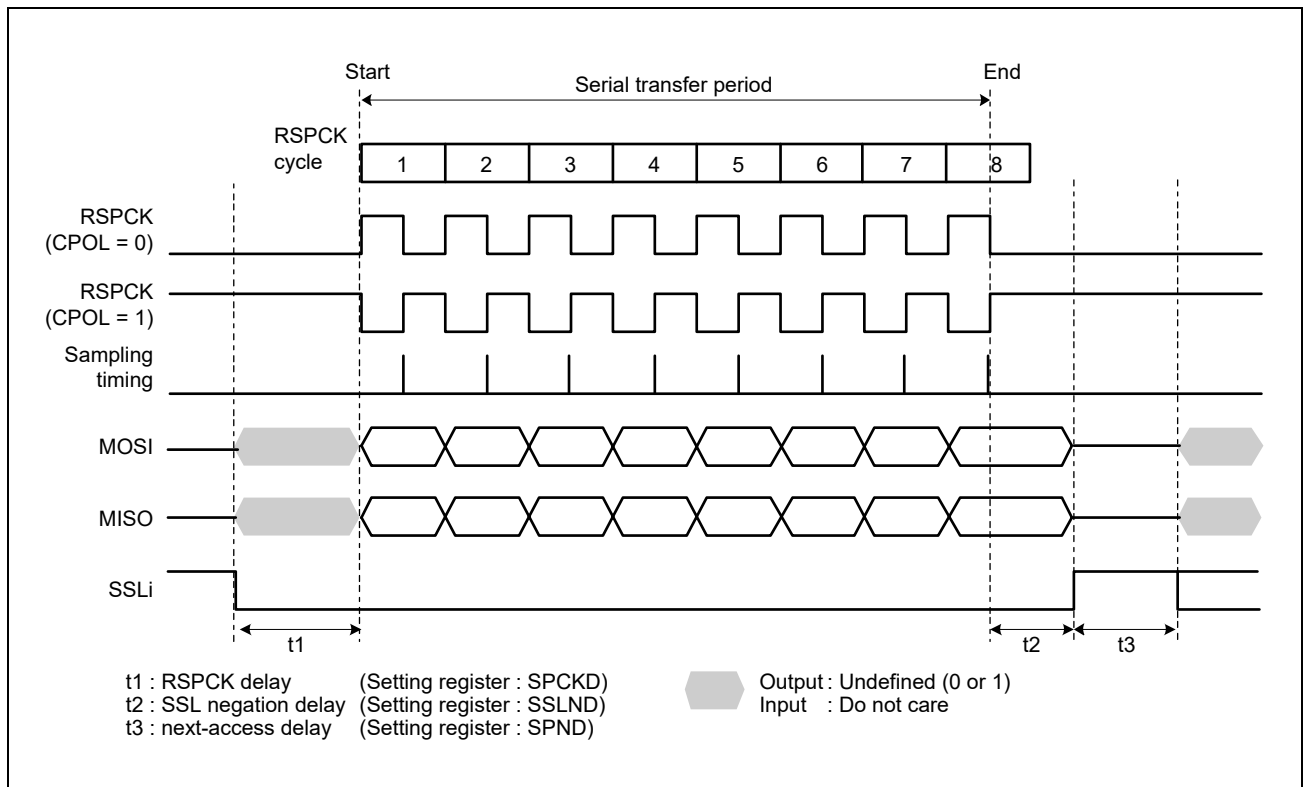 Start
End
Serial transfer period
RSPCK
cycle
1 2 3 4 5 6 7 8
RSPCK
(CPOL = 0)
RSPCK
(CPOL = 1)
Sampling
timing
MOSI
MISO
SSLi
t1 t2 t3
t1 : RSPCK delay (Setting register : SPCKD)
t2 : SSL negation delay (Setting register : SSLND)
t3 : next-access delay (Setting register : SPND)
Output : Undefined (0 or 1)
Input : Do not care